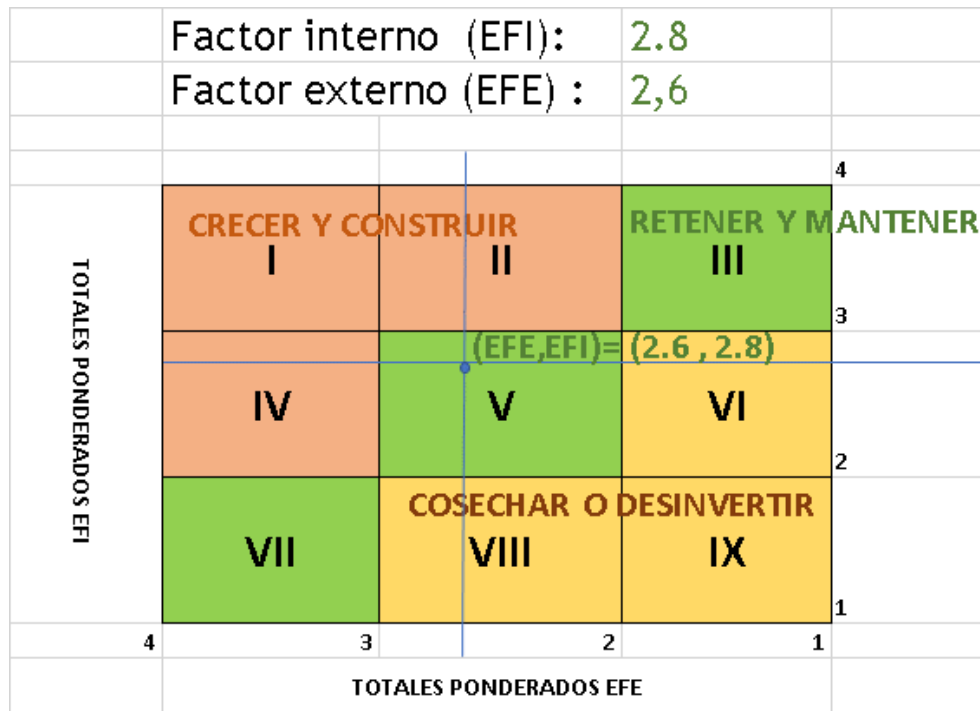 Factor interno (EFI): 2.8
Factor externo (EFE) : 2,6
4
CRECER Y CONSTRUIR
RETENER Y MANTENER
I
II
III
3
(EFE,EFI)= (2.6 , 2.8)
TOTALES PONDERADOS EFI
IV
V
VI
2
COSECHAR O DESINVERTIR
VII
VIII
IX
1
4 3 2 1
TOTALES PONDERADOS EFE